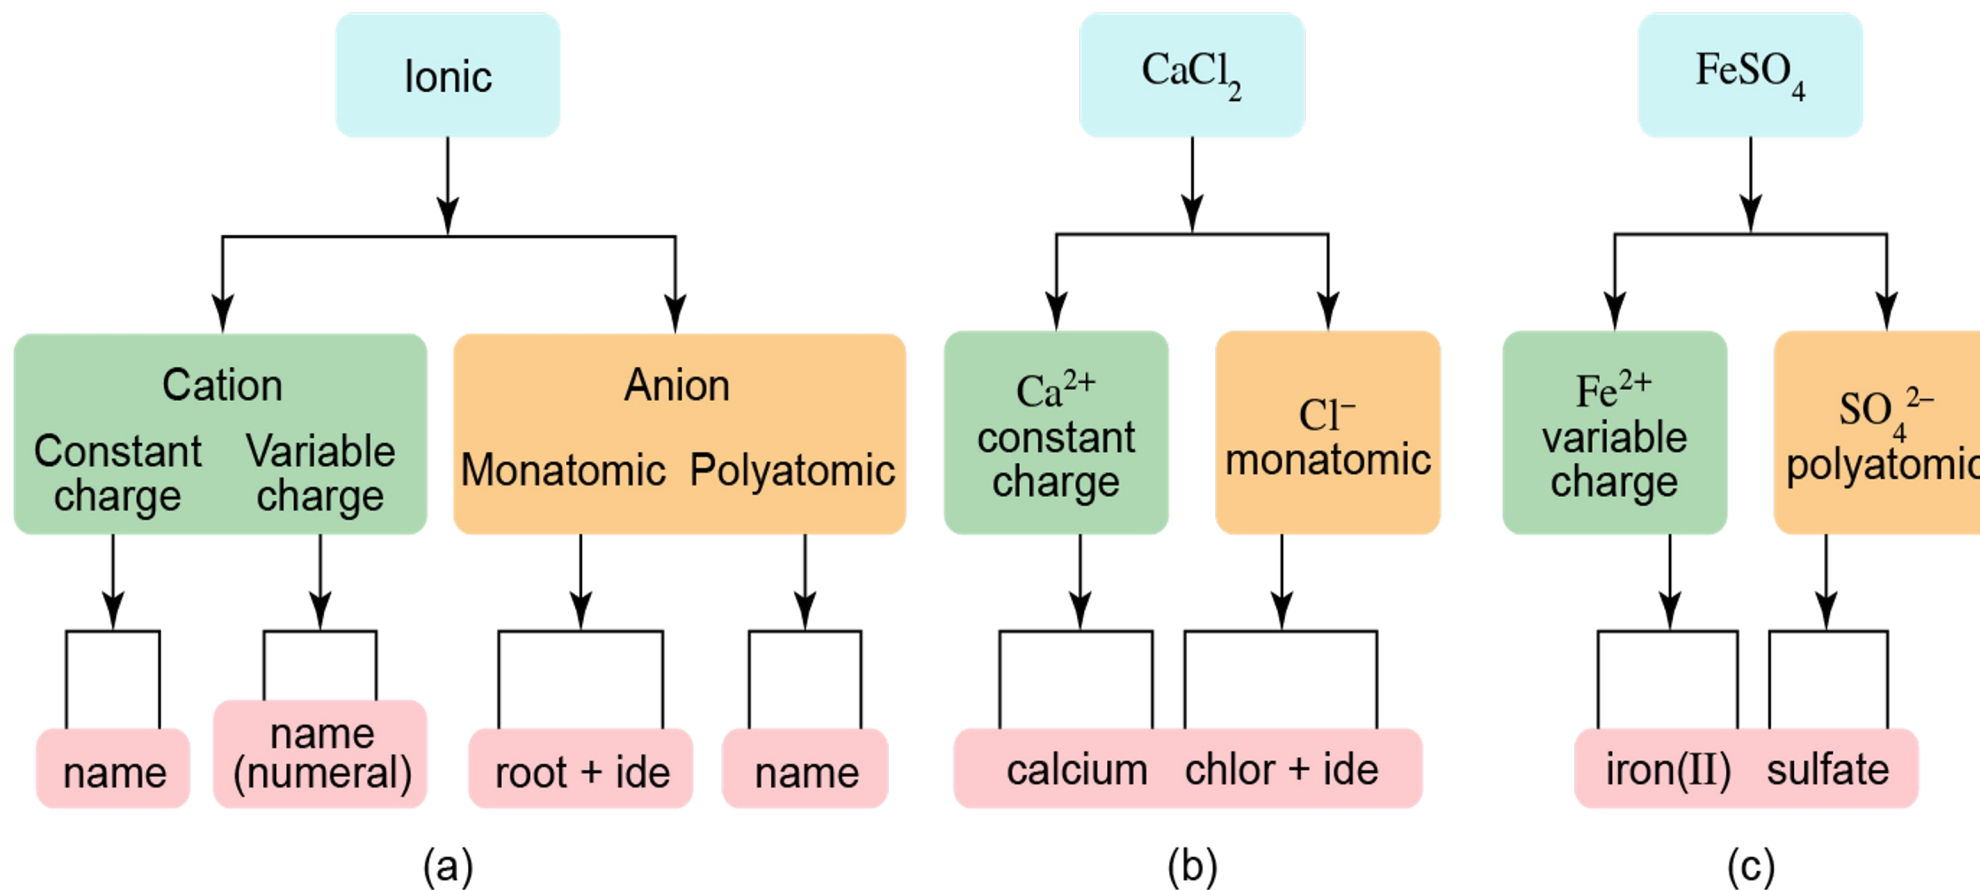 Ionic
Cation
Constant charge
Variable charge
Anion
Monatomic
Polyatomic
name
name
(numeral)
root + ide
name
(a)
CaCl₂
Ca²⁺
constant
charge
Cl⁻
monatomic
calcium
chlor + ide
(b)
FeSO₄
Fe²⁺
variable
charge
SO₄²⁻
polyatomic
iron(II)
sulfate
(c)